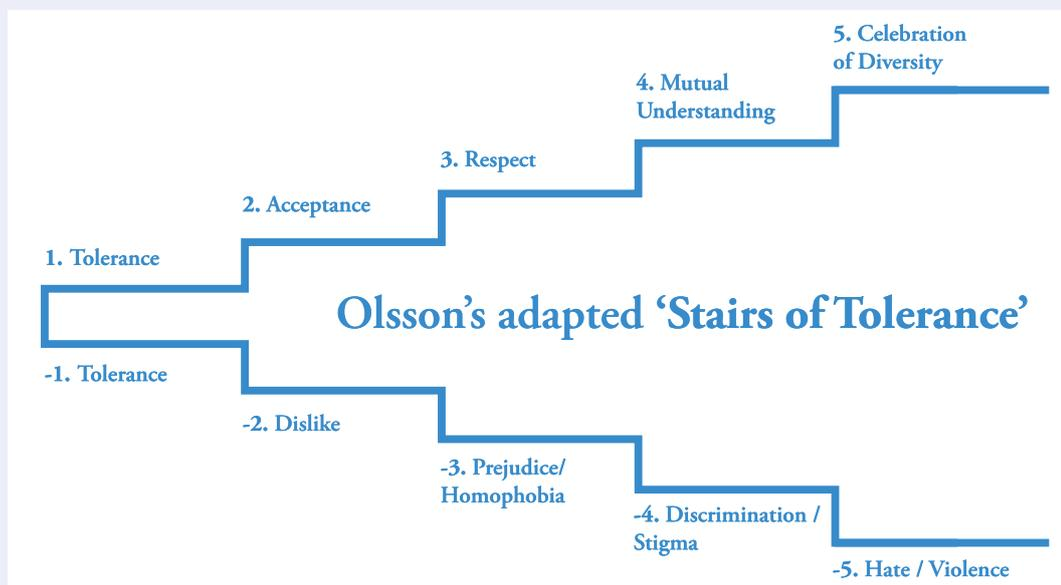 5. Celebration
of Diversity
4. Mutual
Understanding
3. Respect
2. Acceptance
1. Tolerance
Olsson’s adapted ‘Stairs of Tolerance’
-1. Tolerance
-2. Dislike
-3. Prejudice/
Homophobia
-4. Discrimination /
Stigma
-5. Hate / Violence